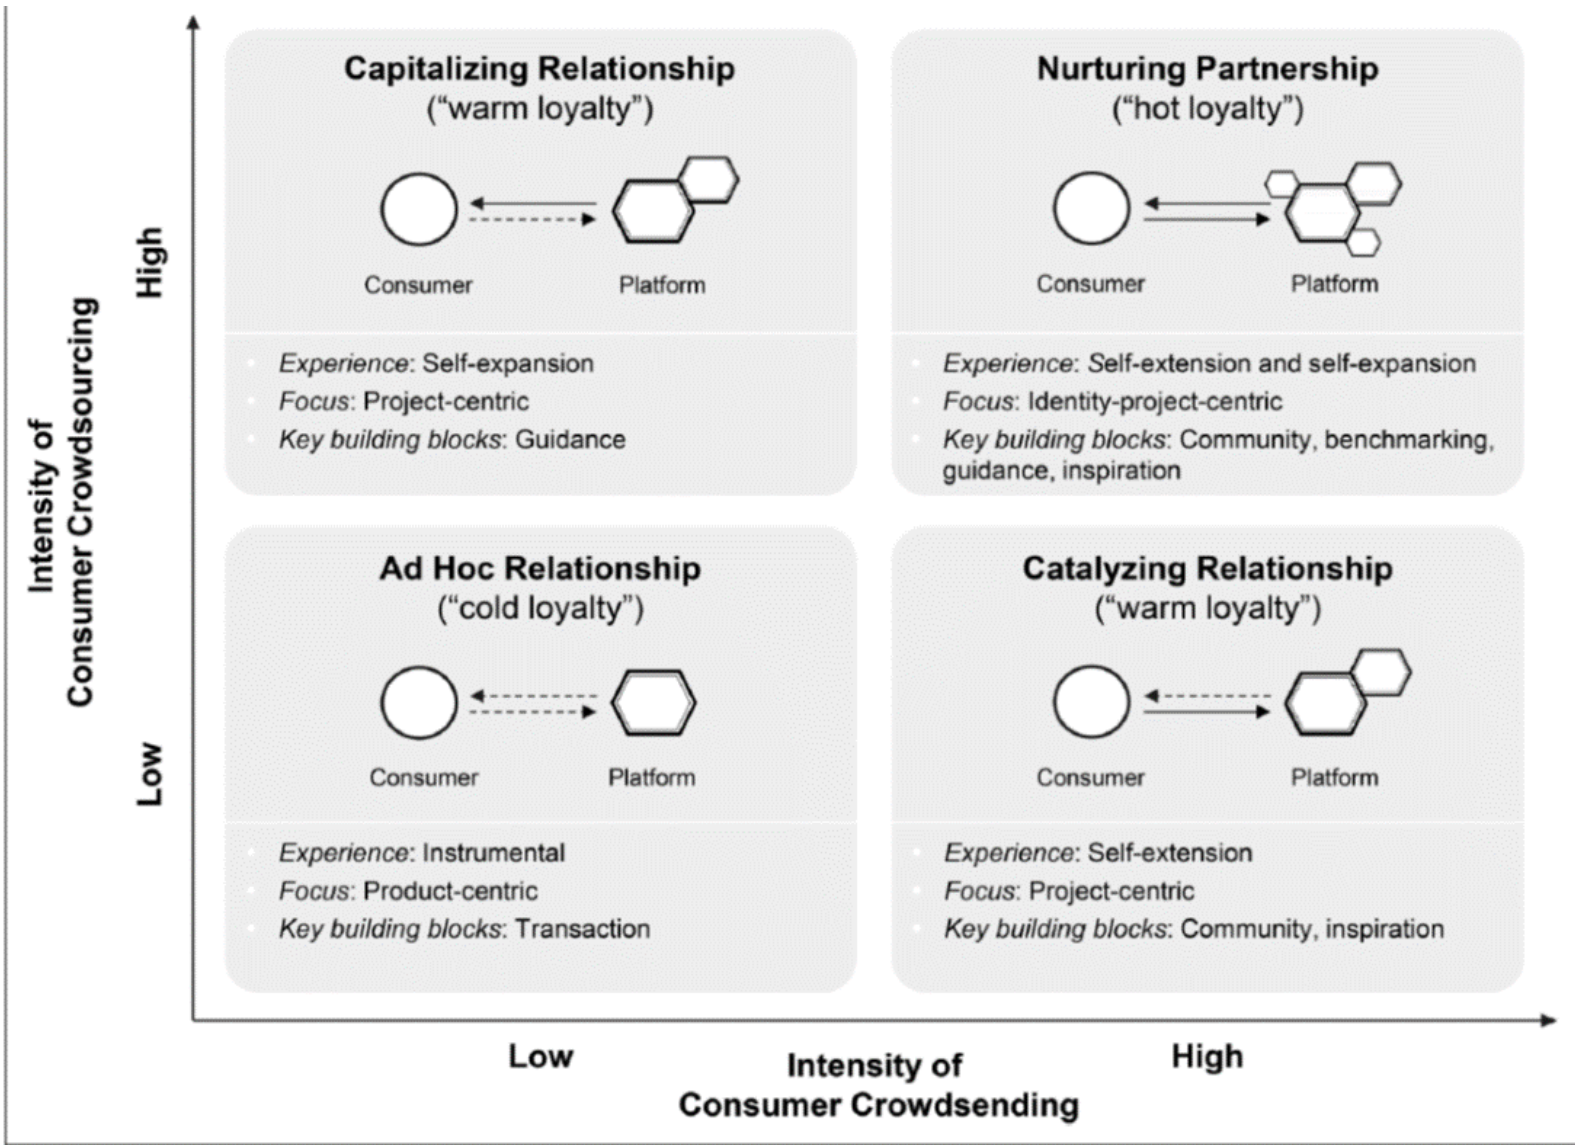 Intensity of
Consumer Crowdsourcing
High
Low
Capitalizing Relationship
(“warm loyalty”)
Consumer
Platform
Experience: Self-expansion
Focus: Project-centric
Key building blocks: Guidance
Nurturing Partnership
(“hot loyalty”)
Consumer
Platform
Experience: Self-extension and self-expansion
Focus: Identity-project-centric
Key building blocks: Community, benchmarking,
guidance, inspiration
Ad Hoc Relationship
(“cold loyalty”)
Consumer
Platform
Experience: Instrumental
Focus: Product-centric
Key building blocks: Transaction
Catalyzing Relationship
(“warm loyalty”)
Consumer
Platform
Experience: Self-extension
Focus: Project-centric
Key building blocks: Community, inspiration
Low
High
Intensity of
Consumer Crowdsending